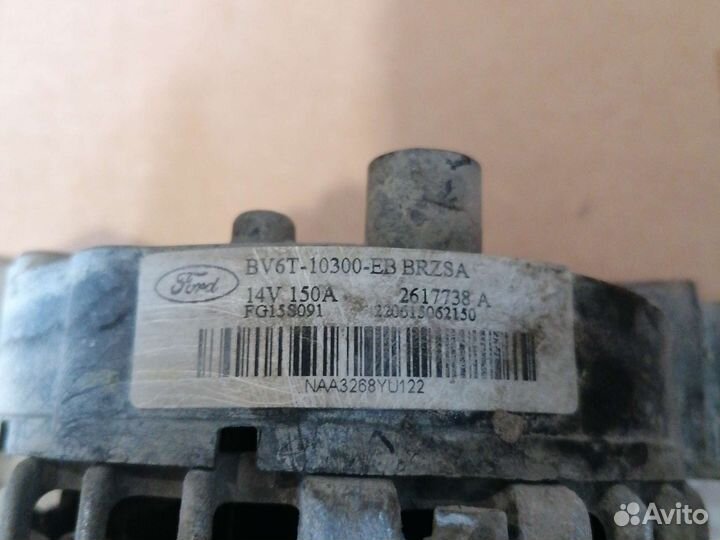 Ford
BV6T-10300-EB BRZSA
14V 150A 2617738 A
FG15S091 220615062150
NAA3268YU122
Avito